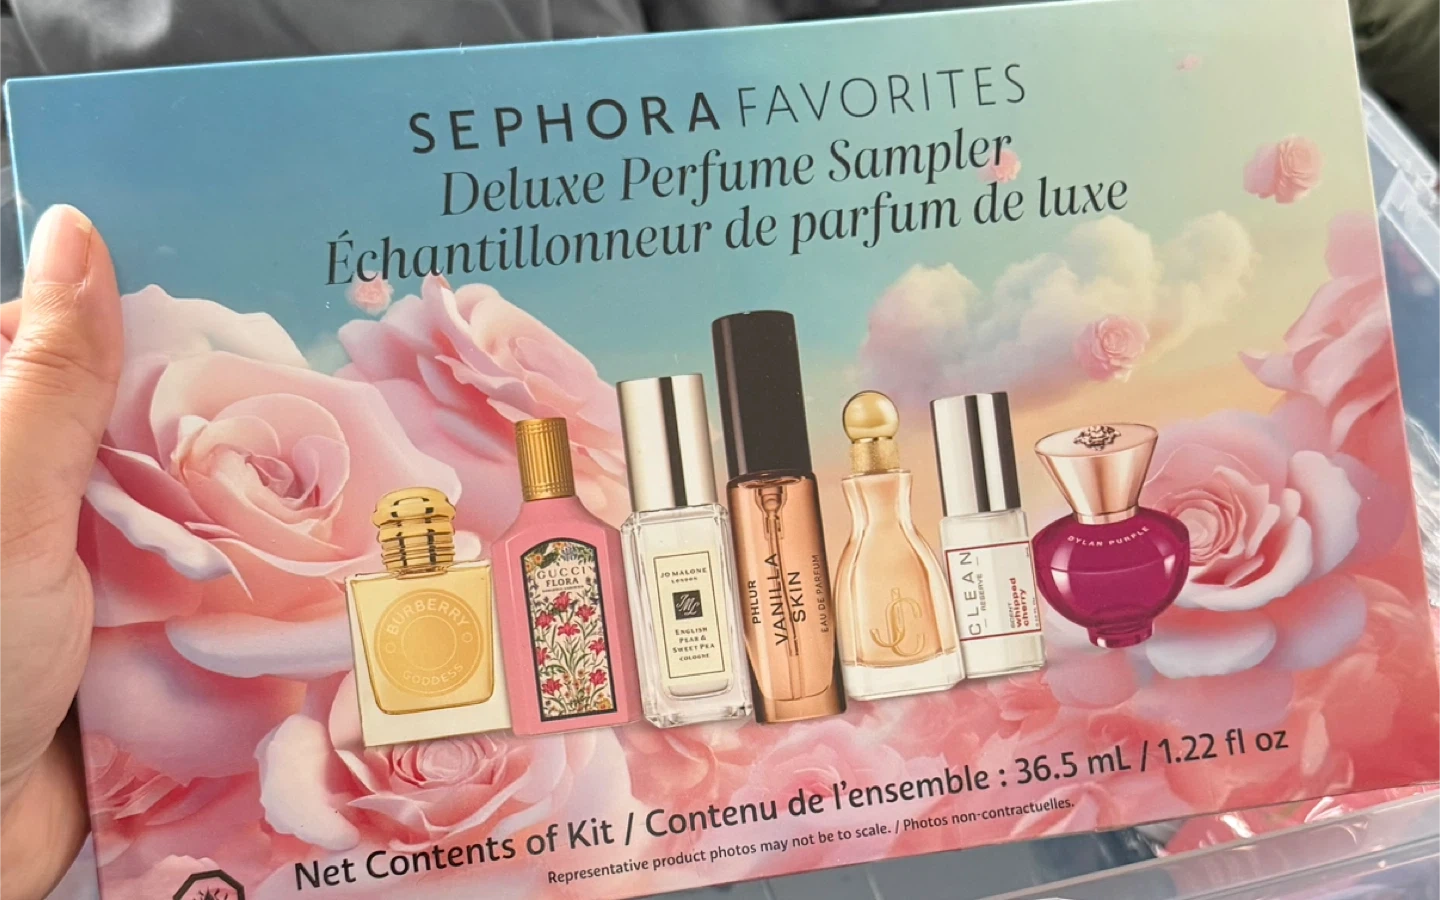 SEPHORA FAVORITES
Deluxe Perfume Sampler
Échantillonneur de parfum de luxe
BURBERRY
GODDESS
GUCCI
FLORA
JO MALONE
LONDON
JML
ENGLISH
PEAR &
SWEET PEA
COLOGNE
PHLUR
VANILLA
SKIN
EAU DE PARFUM
JC
CLEAN
RESERVE
whipped
cherry
DYLAN PURPLE
Net Contents of Kit / Contenu de l'ensemble : 36.5 mL / 1.22 fl oz
Representative product photos may not be to scale. / Photos non-contractuelles.